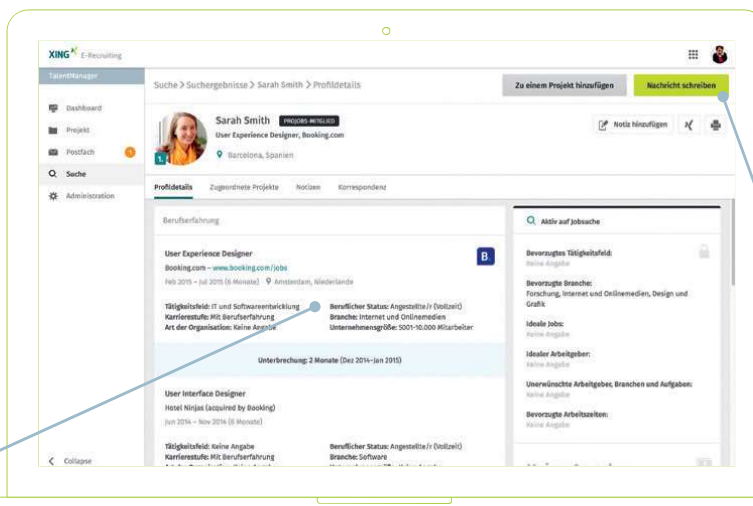 XING E-Recruiting
TalentManager
Dashboard
Projekt
Postfach 1
Suche
Administration
Collapse
Suche > Suchergebnisse > Sarah Smith > Profildetails
Zu einem Projekt hinzufügen
Nachricht schreiben
Sarah Smith PROJOBS-MITGLIED
User Experience Designer, Booking.com
Barcelona, Spanien
1.
Notiz hinzufügen
Profildetails Zugeordnete Projekte Notizen Korrespondenz
Berufserfahrung
User Experience Designer
B.
Booking.com – www.booking.com/jobs
Feb 2015 – Jul 2015 (6 Monate) Amsterdam, Niederlande
Tätigkeitsfeld: IT und Softwareentwicklung
Karrierestufe: Mit Berufserfahrung
Art der Organisation: Keine Angabe
Beruflicher Status: Angestellte/r (Vollzeit)
Branche: Internet und Onlinemedien
Unternehmensgröße: 5001-10.000 Mitarbeiter
Unterbrechung: 2 Monate (Dez 2014–Jan 2015)
User Interface Designer
Hotel Ninjas (acquired by Booking)
Jun 2014 – Nov 2014 (6 Monate)
Tätigkeitsfeld: Keine Angabe
Karrierestufe: Mit Berufserfahrung
Beruflicher Status: Angestellte/r (Vollzeit)
Branche: Software
Aktiv auf Jobsuche
Bevorzugtes Tätigkeitsfeld:
Keine Angabe
Bevorzugte Branche:
Forschung, Internet und Onlinemedien, Design und
Grafik
Ideale Jobs:
Keine Angabe
Idealer Arbeitgeber:
Keine Angabe
Unerwünschte Arbeitgeber, Branchen und Aufgaben:
Keine Angabe
Bevorzugte Arbeitszeiten:
Keine Angabe